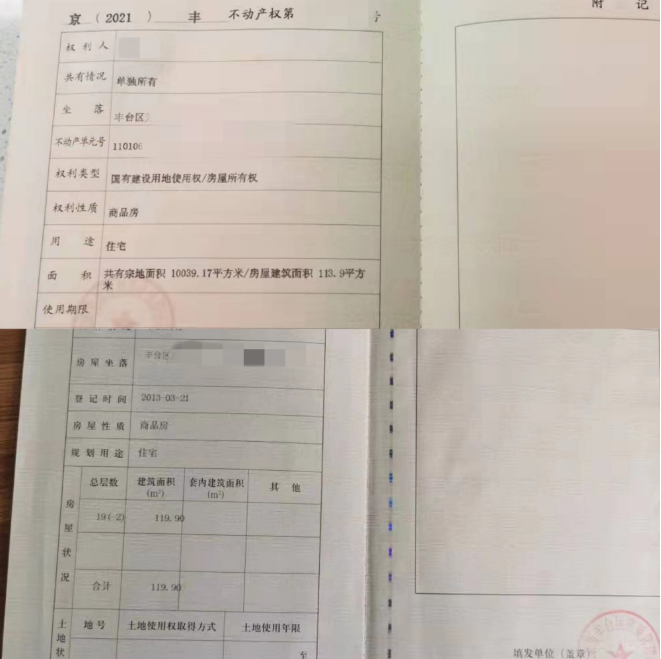 京（2021）丰 不动产权第 号
附 记
权利人
共有情况 单独所有
坐落 丰台区
不动产单元号 110106
权利类型 国有建设用地使用权/房屋所有权
权利性质 商品房
用途 住宅
面积 共有宗地面积 10039.17平方米/房屋建筑面积 113.9平方
米
使用期限
房屋坐落 丰台区
登记时间 2013-03-21
房屋性质 商品房
规划用途 住宅
房屋状况
总层数 建筑面积 套内建筑面积 其他
(m²) (m²)
19(-2) 119.90
合计 119.90
土地状
地号 土地使用权取得方式 土地使用年限
至
填发单位（盖章）